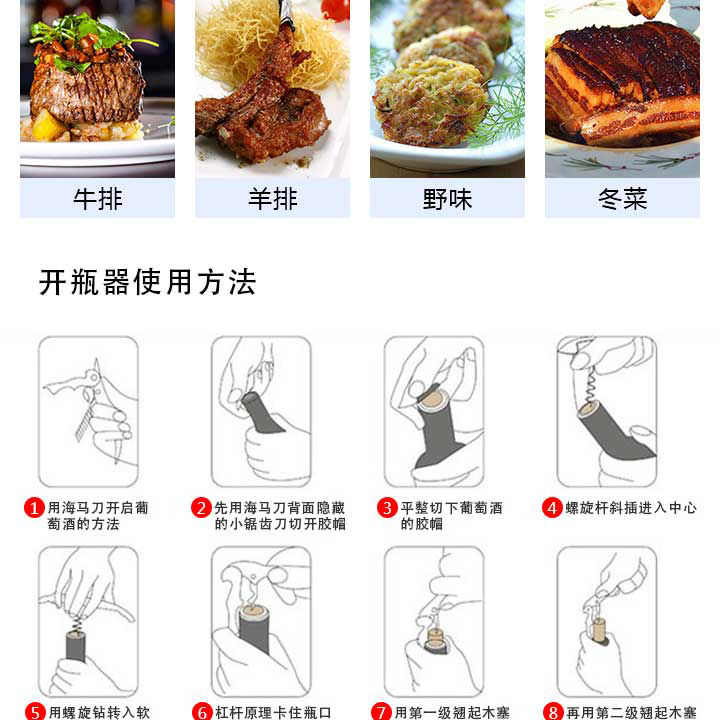 牛排
羊排
野味
冬菜
开瓶器使用方法
1 用海马刀开启葡
萄酒的方法
2 先用海马刀背面隐藏
的小锯齿刀切开胶帽
3 平整切下葡萄酒
的胶帽
4 螺旋杆斜插进入中心
5 用螺旋钻转入软
6 杠杆原理卡住瓶口
7 用第一级翘起木塞
8 再用第二级翘起木塞